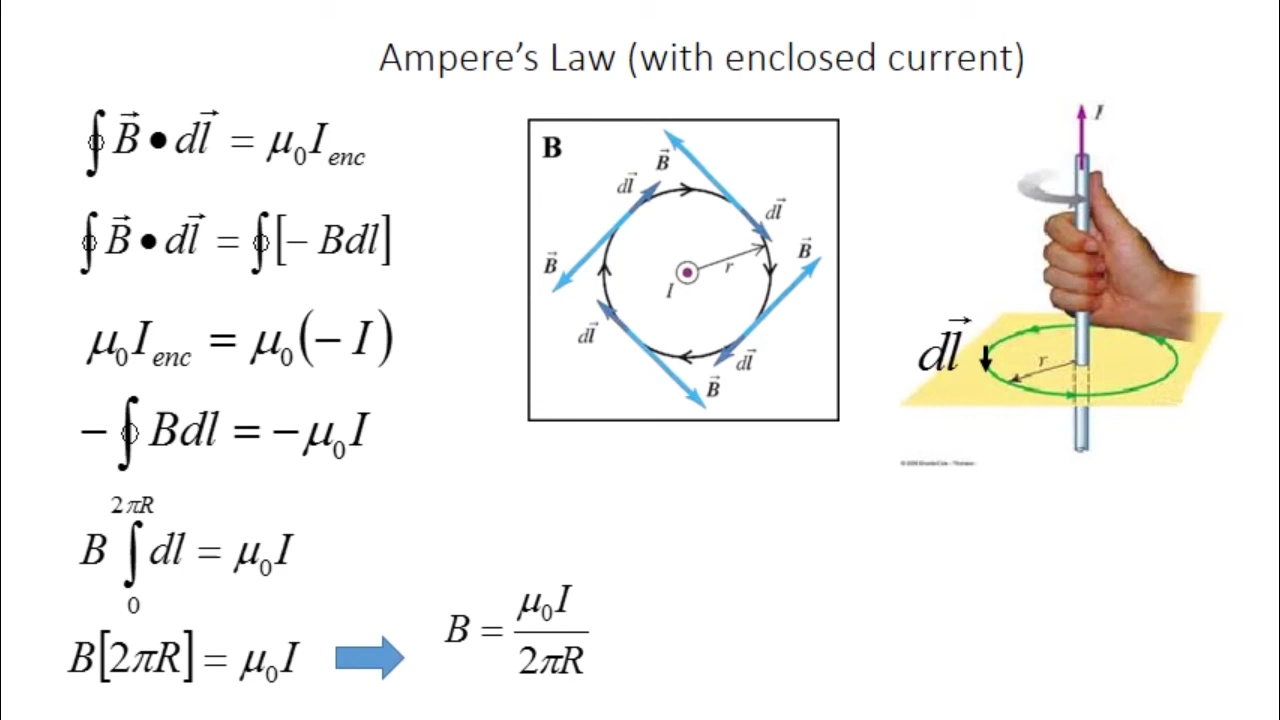 Ampere's Law (with enclosed current)
∮ B⃗ • dl⃗ = μ₀I_enc
∮ B⃗ • dl⃗ = ∮[− Bdl]
μ₀I_enc = μ₀(− I)
− ∮ Bdl = −μ₀I
B ∫₀^{2πR} dl = μ₀I
B[2πR] = μ₀I
B = μ₀I / 2πR
B
B⃗
dl⃗
dl⃗
B⃗
B⃗
r
I
dl⃗
dl⃗
B⃗
I
dl⃗
r